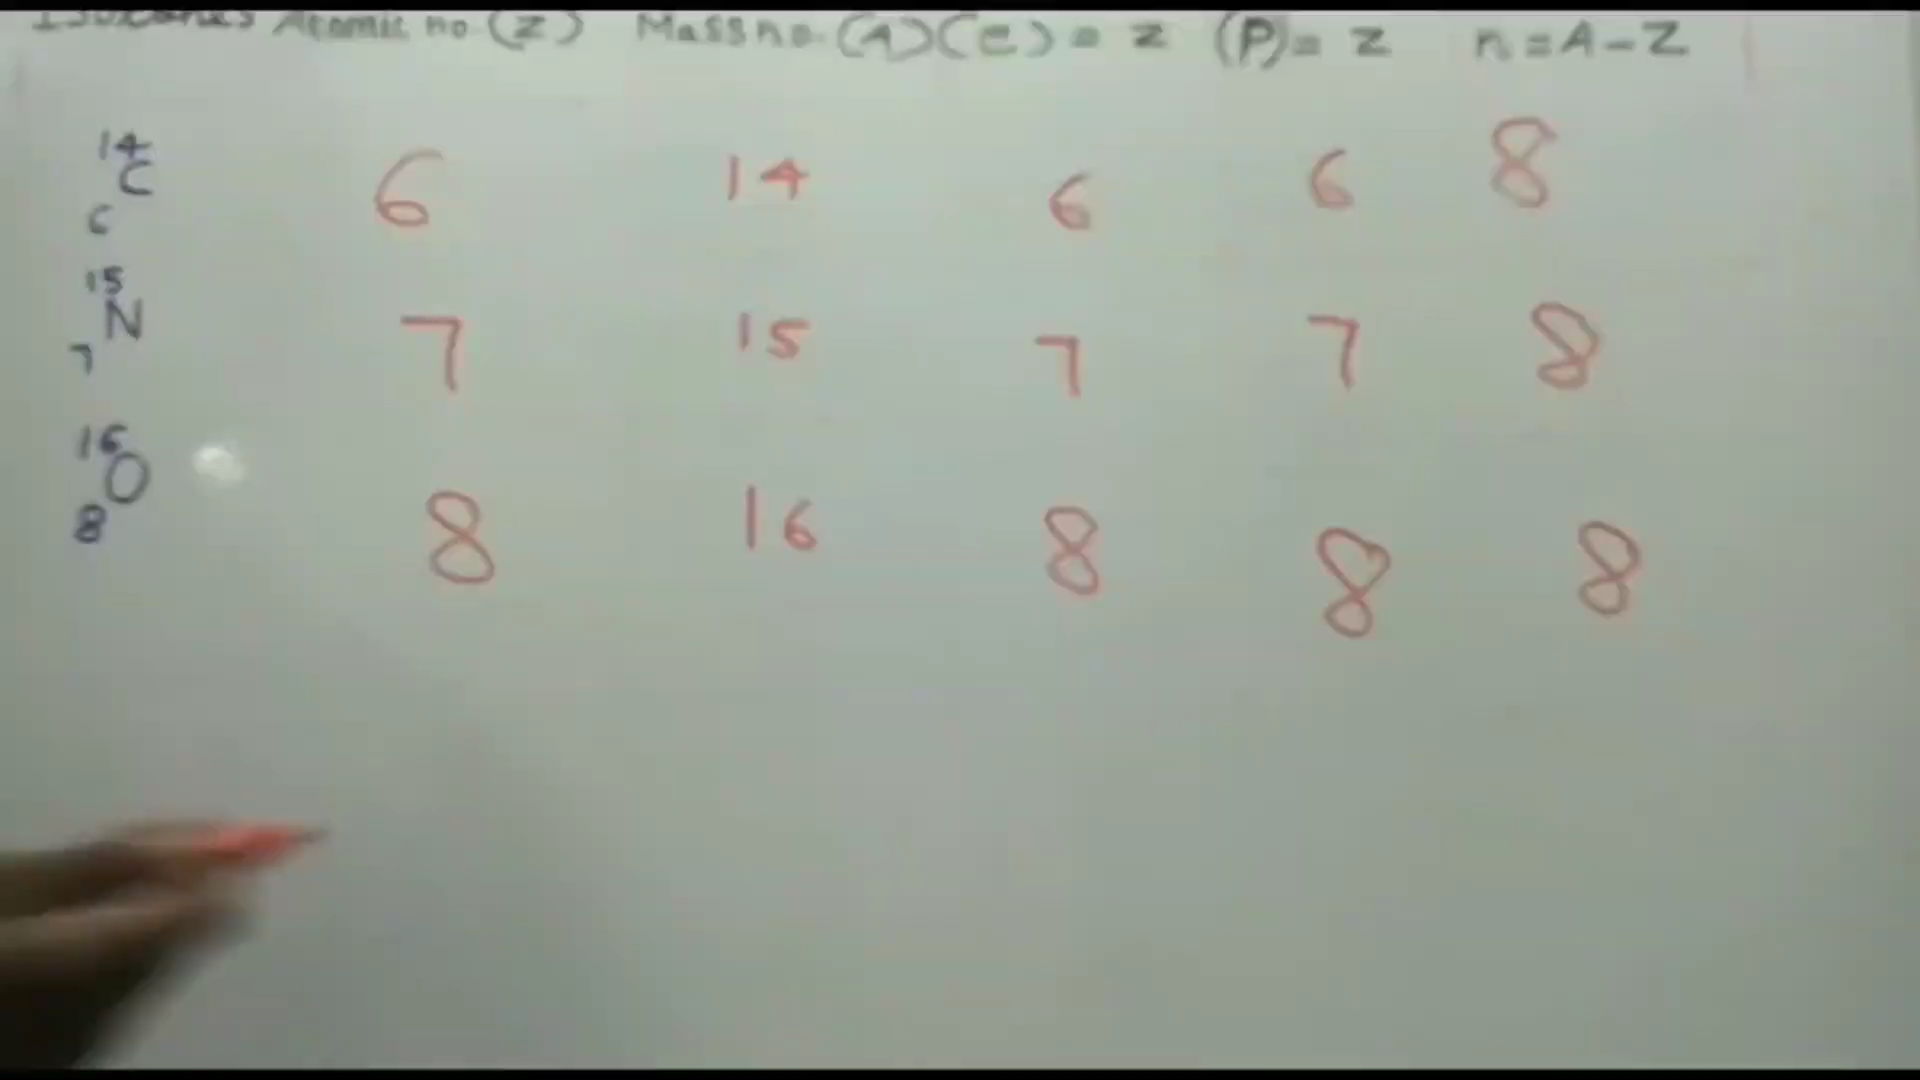 Isotones Atomic no (Z) Mass no. (A) (e) = Z (P) = Z n = A - Z
14
C 6 14 6 6 8
6
15
N 7 15 7 7 8
7
16
O 8 16 8 8 8
8